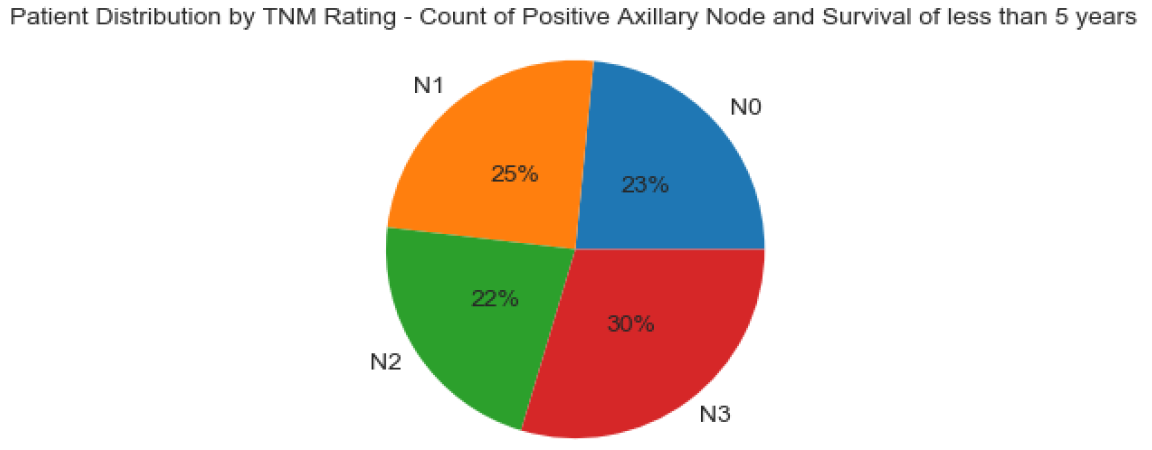 Patient Distribution by TNM Rating - Count of Positive Axillary Node and Survival of less than 5 years
N1
N0
25%
23%
22%
30%
N2
N3